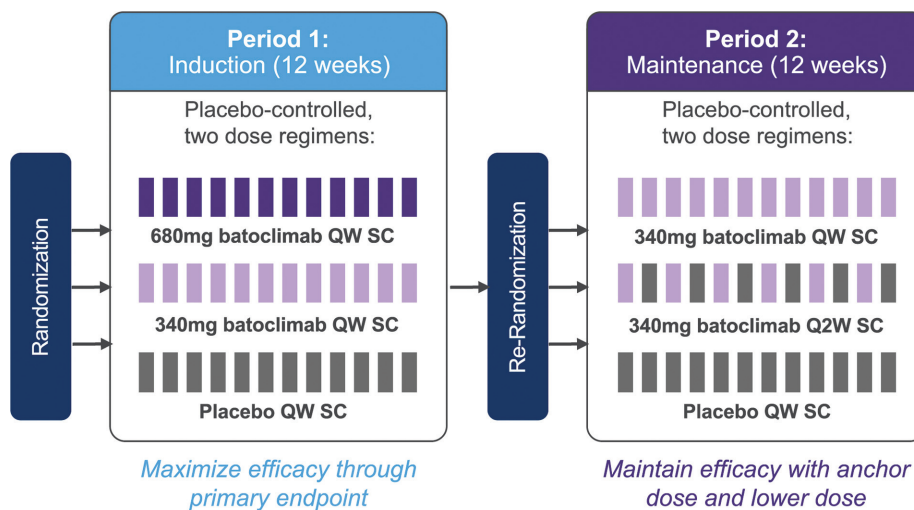 Period 1:
Induction (12 weeks)
Placebo-controlled,
two dose regimens:
Randomization
680mg batoclimab QW SC
340mg batoclimab QW SC
Placebo QW SC
Maximize efficacy through
primary endpoint
Re-Randomization
Period 2:
Maintenance (12 weeks)
Placebo-controlled,
two dose regimens:
340mg batoclimab QW SC
340mg batoclimab Q2W SC
Placebo QW SC
Maintain efficacy with anchor
dose and lower dose